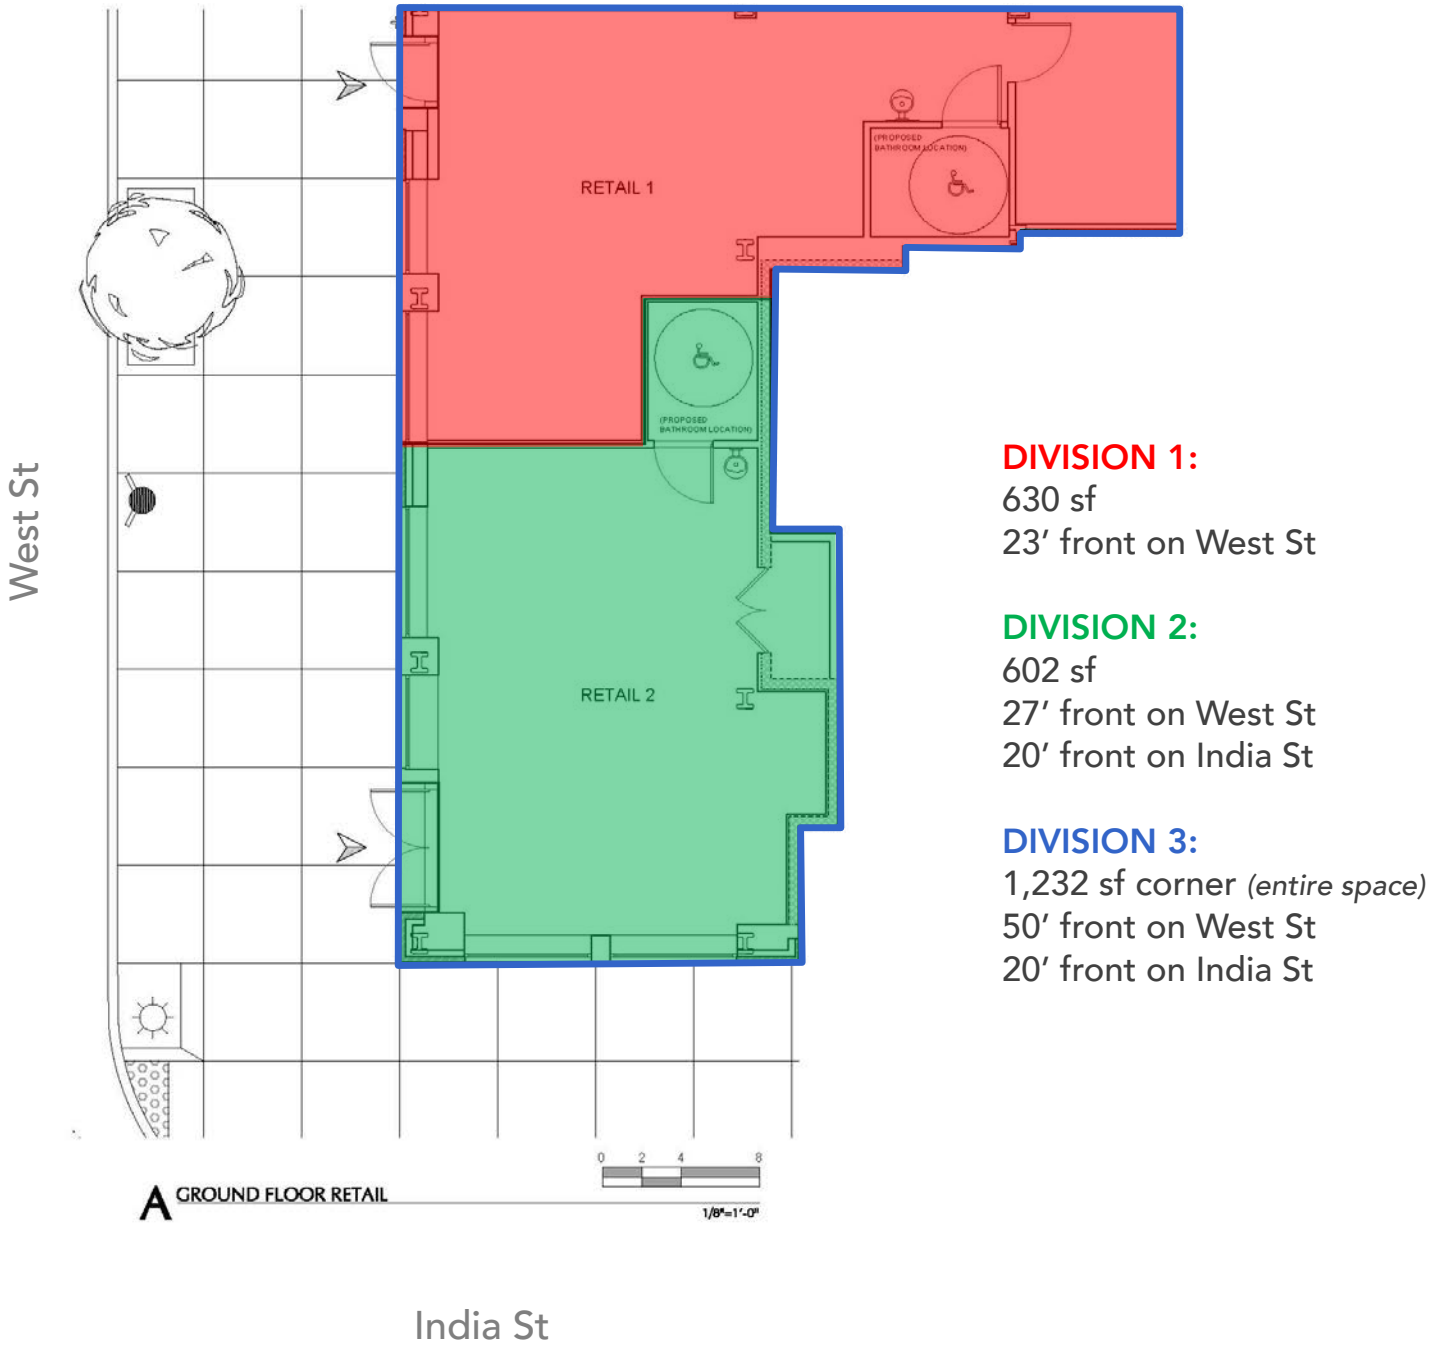 (PROPOSED
BATHROOM LOCATION)
RETAIL 1
(PROPOSED
BATHROOM LOCATION)
West St
RETAIL 2
DIVISION 1:
630 sf
23’ front on West St
DIVISION 2:
602 sf
27’ front on West St
20’ front on India St
DIVISION 3:
1,232 sf corner (entire space)
50’ front on West St
20’ front on India St
0 2 4 8
A GROUND FLOOR RETAIL
1/8"=1'-0"
India St